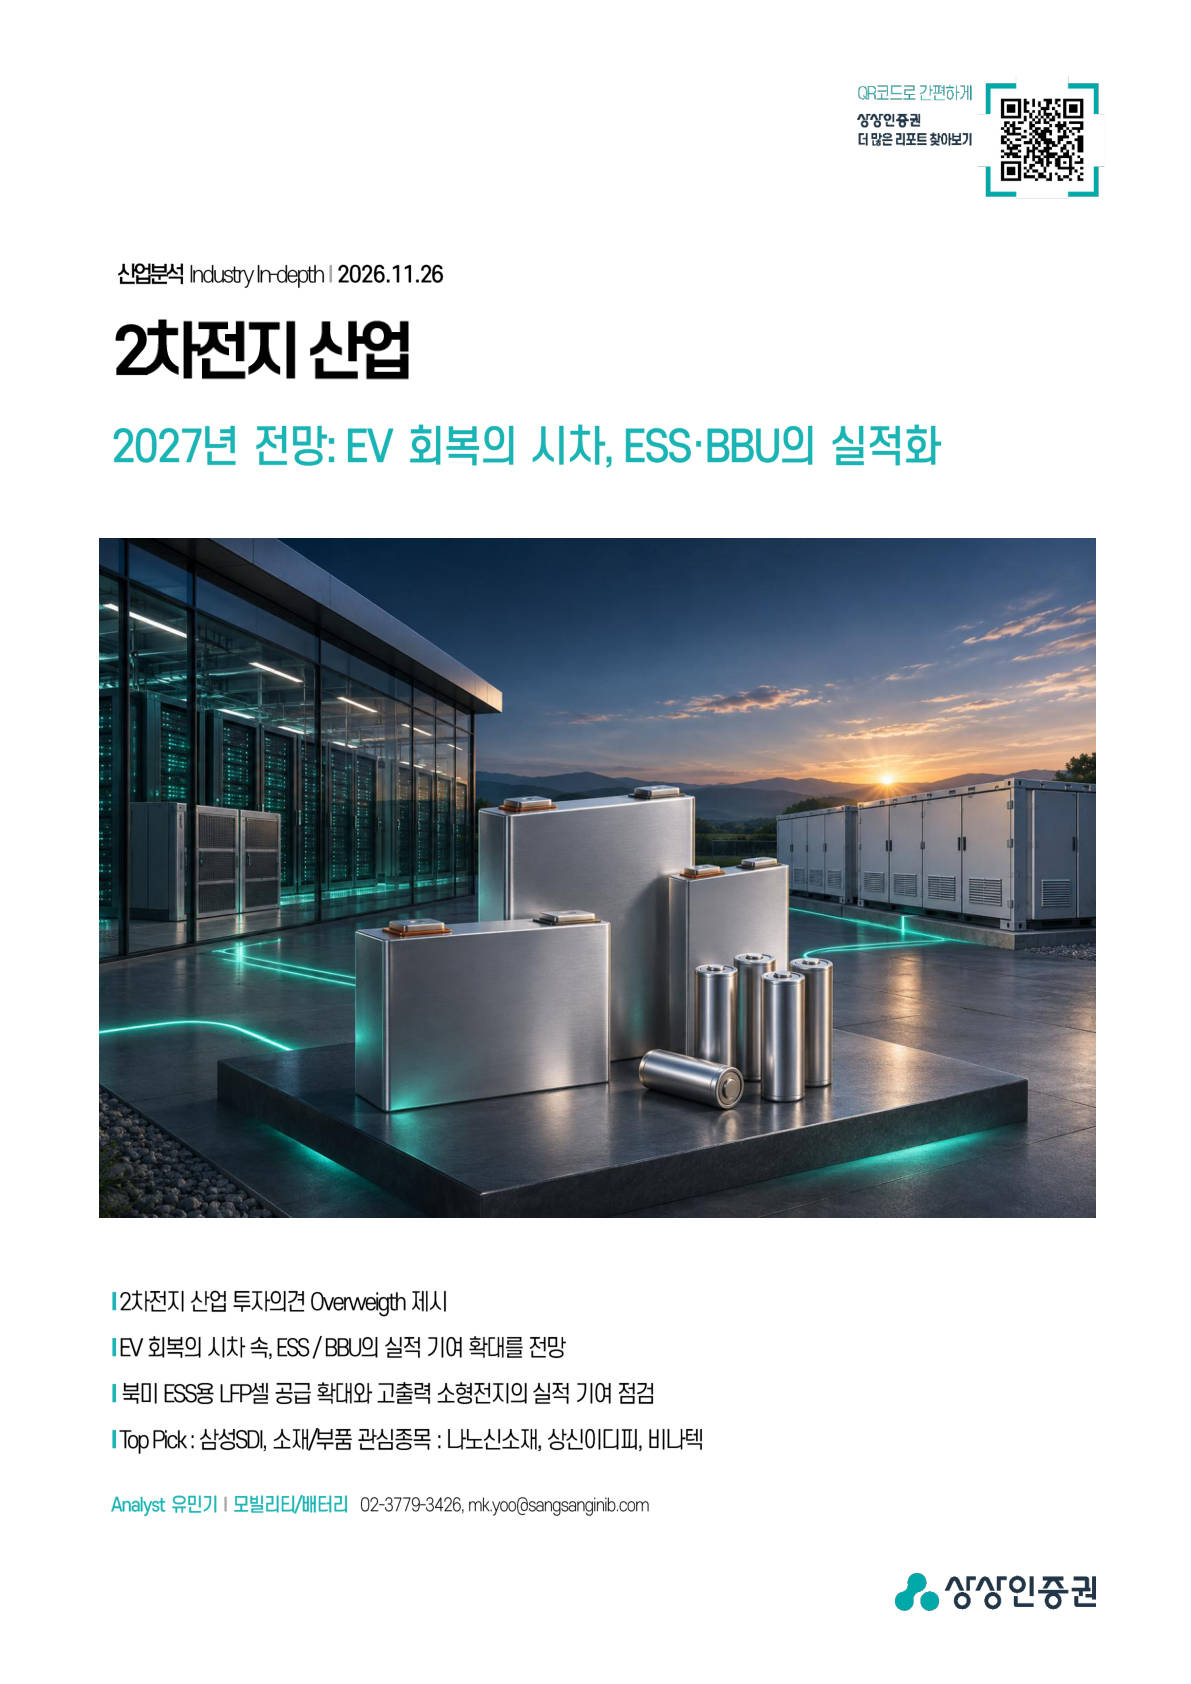 QR코드로 간편하게
상상인증권
더 많은 리포트 찾아보기
산업분석 Industry In-depth | 2026.11.26
2차전지 산업
2027년 전망: EV 회복의 시차, ESS·BBU의 실적화
2차전지 산업 투자의견 Overweigth 제시
EV 회복의 시차 속, ESS / BBU의 실적 기여 확대를 전망
북미 ESS용 LFP셀 공급 확대와 고출력 소형전지의 실적 기여 점검
Top Pick : 삼성SDI, 소재/부품 관심종목 : 나노신소재, 상신이디피, 비나텍
Analyst 유민기 | 모빌리티/배터리 02-3779-3426, mk.yoo@sangsanginib.com
상상인증권